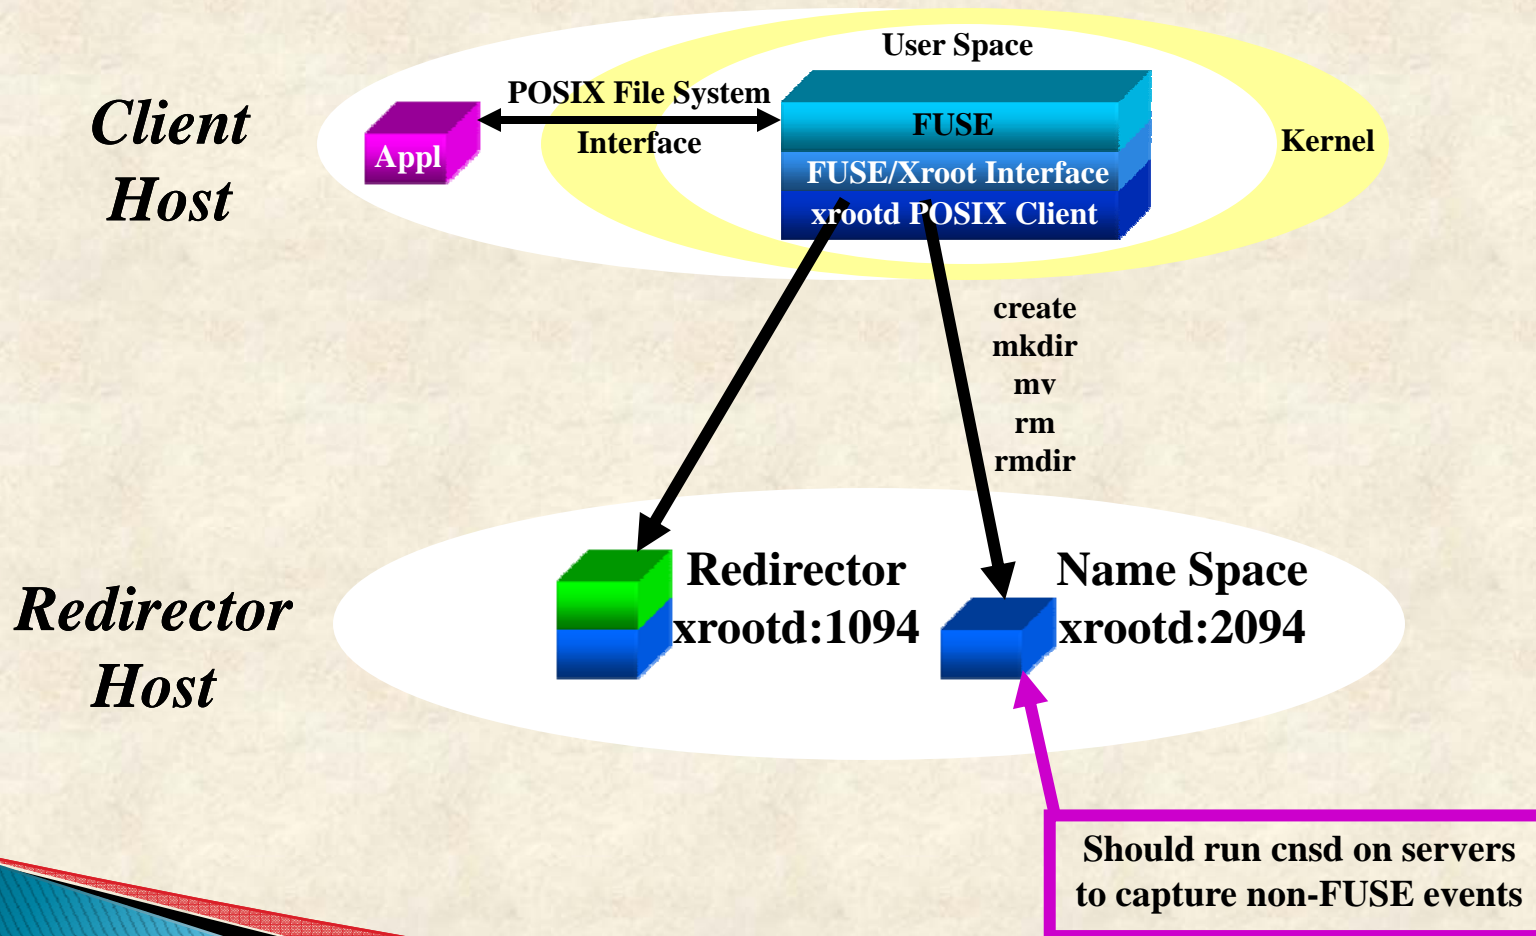 User Space
Client
Host
POSIX File System
Interface
Appl
FUSE
FUSE/Xroot Interface
xrootd POSIX Client
Kernel
create
mkdir
mv
rm
rmdir
Redirector
Host
Redirector
xrootd:1094
Name Space
xrootd:2094
Should run cnsd on servers
to capture non-FUSE events